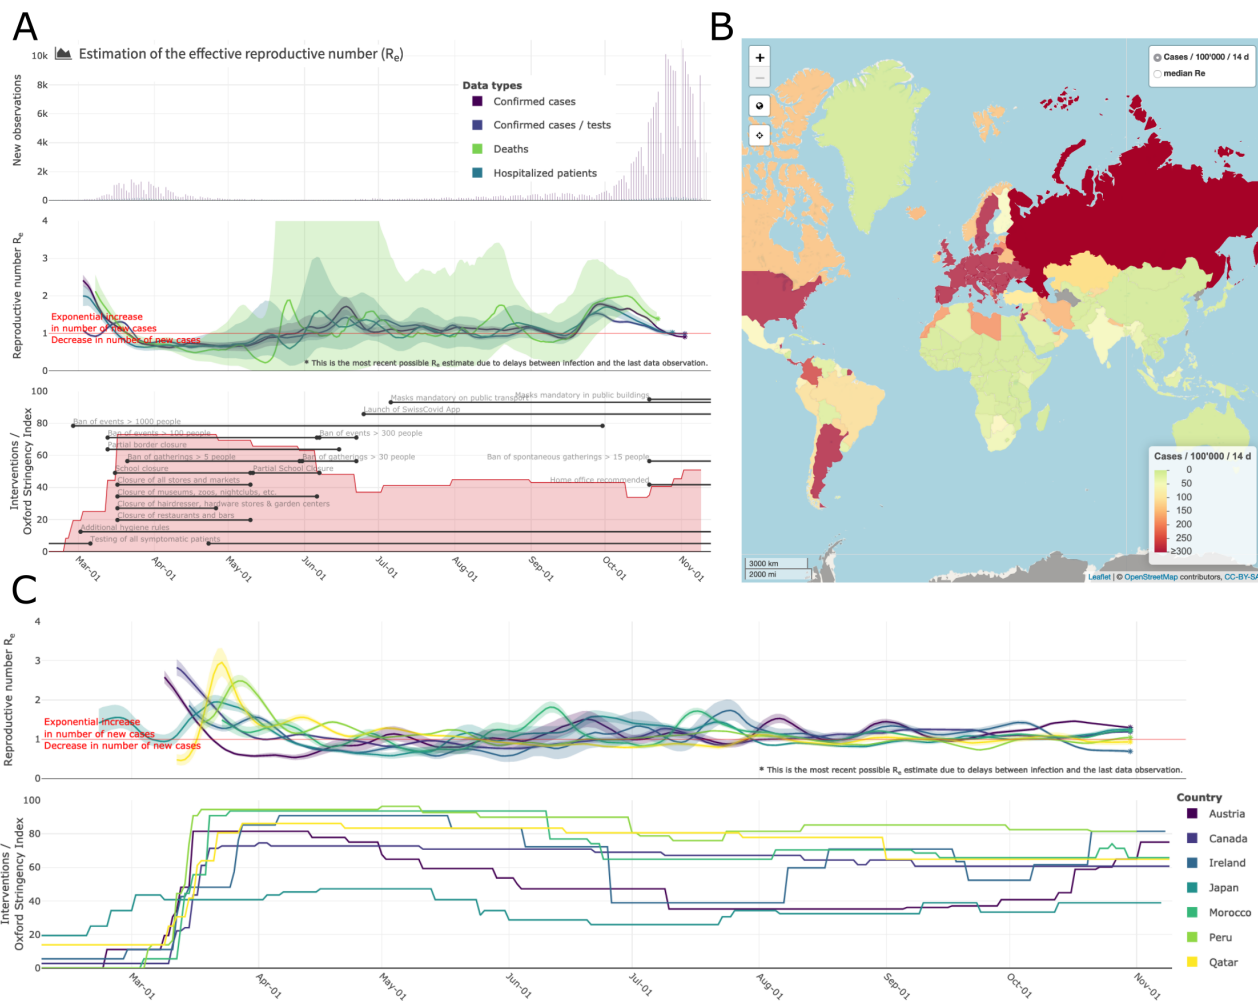 A
Estimation of the effective reproductive number (Re)
New observations
10k
8k
6k
4k
2k
0
Data types
Confirmed cases
Confirmed cases / tests
Deaths
Hospitalized patients
Reproductive number Re
4
3
2
1
0
Exponential increase
in number of new cases
Decrease in number of new cases
* This is the most recent possible Re estimate due to delays between infection and the last data observation.
Interventions /
Oxford Stringency Index
100
80
60
40
20
0
Masks mandatory in public buildings
Masks mandatory on public transport
Launch of SwissCovid App
Ban of events > 1000 people
Ban of events > 100 people
Ban of events > 300 people
Partial border closure
Ban of gatherings > 5 people
Ban of gatherings > 30 people
Ban of spontaneous gatherings > 15 people
School closure
Partial School Closure
Closure of all stores and markets
Home office recommended
Closure of museums, zoos, nightclubs, etc.
Closure of hairdresser, hardware stores & garden centers
Closure of restaurants and bars
Additional hygiene rules
Testing of all symptomatic patients
Mar-01
Apr-01
May-01
Jun-01
Jul-01
Aug-01
Sep-01
Oct-01
Nov-01
B
+
−
Cases / 100'000 / 14 d
median Re
Cases / 100'000 / 14 d
0
50
100
150
200
250
≥300
3000 km
2000 mi
Leaflet | © OpenStreetMap contributors, CC-BY-SA
C
Reproductive number Re
4
3
2
1
0
Exponential increase
in number of new cases
Decrease in number of new cases
* This is the most recent possible Re estimate due to delays between infection and the last data observation.
Interventions /
Oxford Stringency Index
100
80
60
40
20
0
Mar-01
Apr-01
May-01
Jun-01
Jul-01
Aug-01
Sep-01
Oct-01
Nov-01
Country
Austria
Canada
Ireland
Japan
Morocco
Peru
Qatar